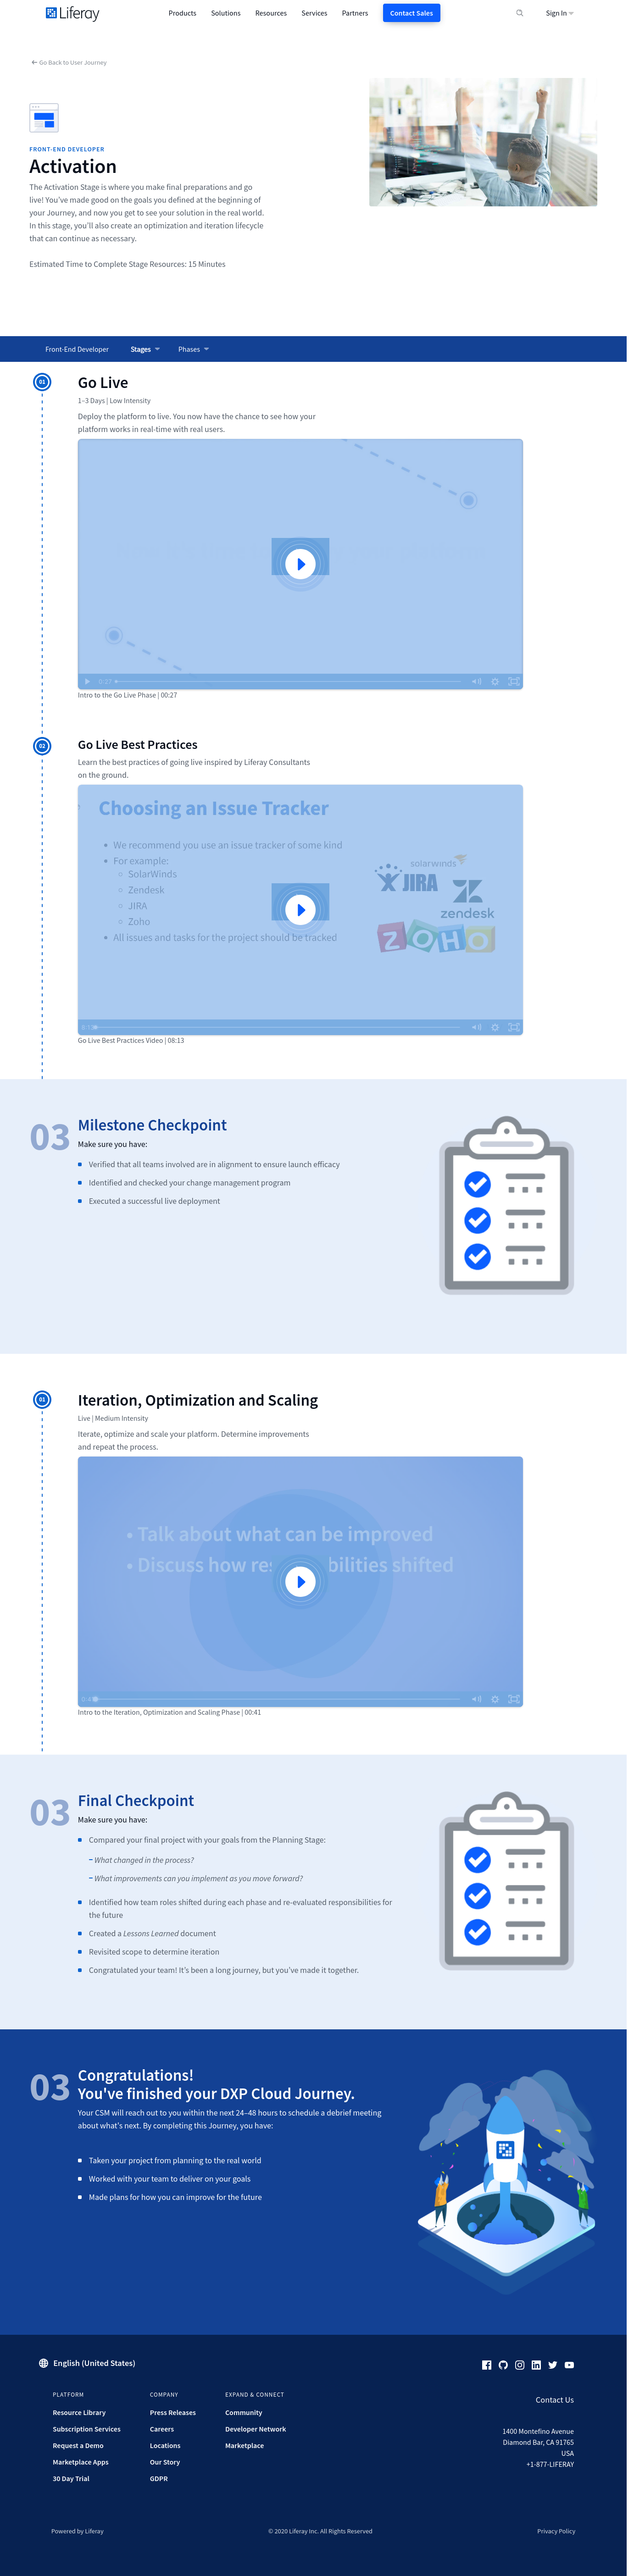 Liferay
Products Solutions Resources Services Partners Contact Sales Sign In
Go Back to User Journey
FRONT-END DEVELOPER
Activation
The Activation Stage is where you make final preparations and go
live! You've made good on the goals you defined at the beginning of
your Journey, and now you get to see your solution in the real world.
In this stage, you'll also create an optimization and iteration lifecycle
that can continue as necessary.
Estimated Time to Complete Stage Resources: 15 Minutes
Front-End Developer Stages Phases
01
Go Live
1–3 Days | Low Intensity
Deploy the platform to live. You now have the chance to see how your
platform works in real-time with real users.
0:27
Intro to the Go Live Phase | 00:27
02
Go Live Best Practices
Learn the best practices of going live inspired by Liferay Consultants
on the ground.
Choosing an Issue Tracker
• We recommend you use an issue tracker of some kind
• For example:
SolarWinds
Zendesk
JIRA
Zoho
• All issues and tasks for the project should be tracked
solarwinds
JIRA
zendesk
ZOHO
Go Live Best Practices Video | 08:13
03
Milestone Checkpoint
Make sure you have:
Verified that all teams involved are in alignment to ensure launch efficacy
Identified and checked your change management program
Executed a successful live deployment
01
Iteration, Optimization and Scaling
Live | Medium Intensity
Iterate, optimize and scale your platform. Determine improvements
and repeat the process.
• Talk about what can be improved
• Discuss how res bilities shifted
Intro to the Iteration, Optimization and Scaling Phase | 00:41
03
Final Checkpoint
Make sure you have:
Compared your final project with your goals from the Planning Stage:
– What changed in the process?
– What improvements can you implement as you move forward?
Identified how team roles shifted during each phase and re-evaluated responsibilities for
the future
Created a Lessons Learned document
Revisited scope to determine iteration
Congratulated your team! It's been a long journey, but you've made it together.
03
Congratulations!
You've finished your DXP Cloud Journey.
Your CSM will reach out to you within the next 24–48 hours to schedule a debrief meeting
about what's next. By completing this Journey, you have:
Taken your project from planning to the real world
Worked with your team to deliver on your goals
Made plans for how you can improve for the future
English (United States)
PLATFORM
Resource Library
Subscription Services
Request a Demo
Marketplace Apps
30 Day Trial
COMPANY
Press Releases
Careers
Locations
Our Story
GDPR
EXPAND & CONNECT
Community
Developer Network
Marketplace
Contact Us
1400 Montefino Avenue
Diamond Bar, CA 91765
USA
+1-877-LIFERAY
Powered by Liferay
© 2020 Liferay Inc. All Rights Reserved
Privacy Policy